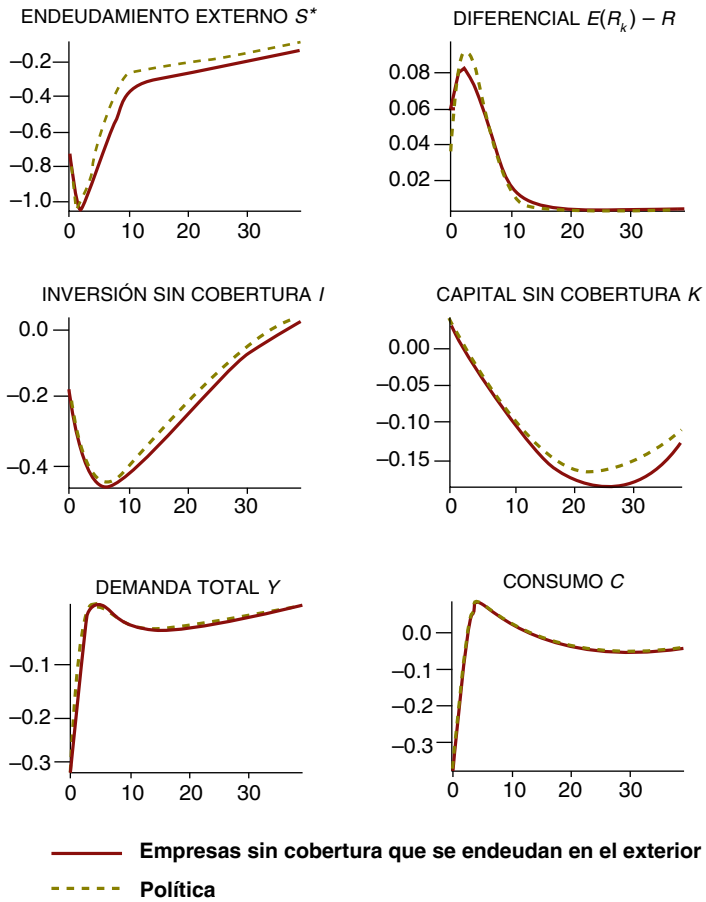 ENDEUDAMIENTO EXTERNO S*
−0.2
−0.4
−0.6
−0.8
−1.0
0 10 20 30
DIFERENCIAL E(Rk) – R
0.08
0.06
0.04
0.02
0 10 20 30
INVERSIÓN SIN COBERTURA I
0.0
−0.2
−0.4
0 10 20 30
CAPITAL SIN COBERTURA K
0.00
−0.05
−0.10
−0.15
0 10 20 30
DEMANDA TOTAL Y
−0.1
−0.2
−0.3
0 10 20 30
CONSUMO C
0.0
−0.1
−0.2
−0.3
0 10 20 30
Empresas sin cobertura que se endeudan en el exterior
Política